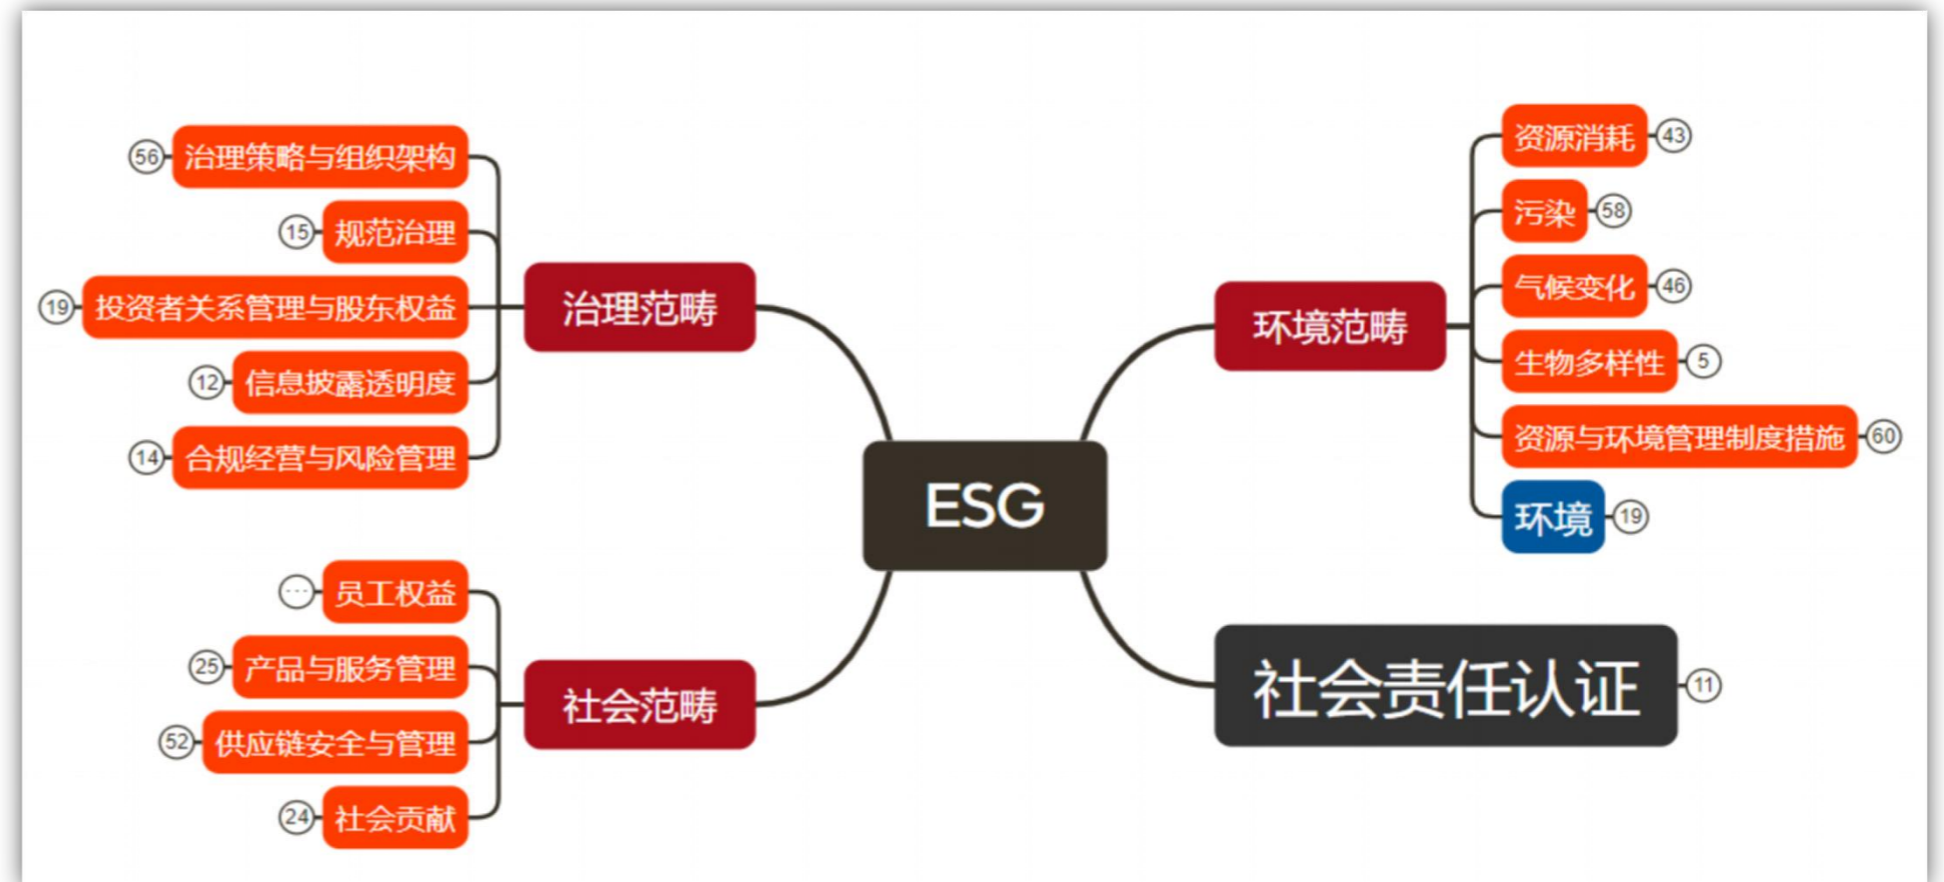 ESG
治理范畴
治理策略与组织架构
56
规范治理
15
投资者关系管理与股东权益
19
信息披露透明度
12
合规经营与风险管理
14
社会范畴
员工权益
---
产品与服务管理
25
供应链安全与管理
52
社会贡献
24
环境范畴
资源消耗
43
污染
58
气候变化
46
生物多样性
5
资源与环境管理制度措施
60
环境
19
社会责任认证
11